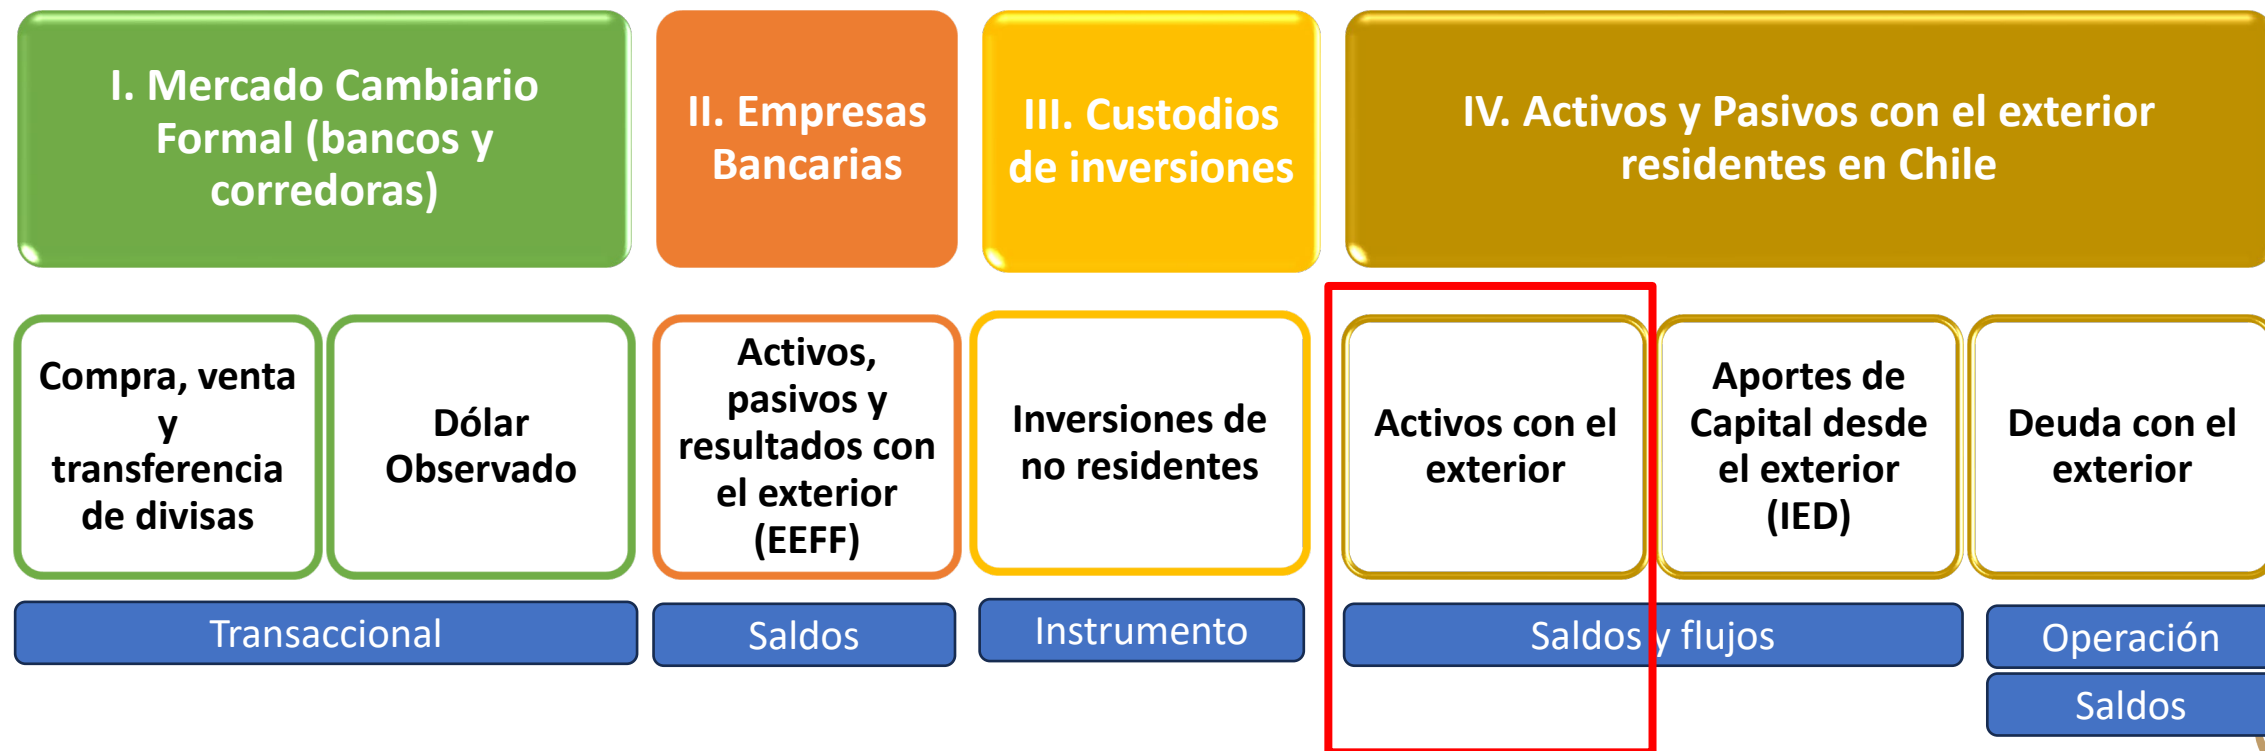 I. Mercado Cambiario
Formal (bancos y
corredoras)
II. Empresas
Bancarias
III. Custodios
de inversiones
IV. Activos y Pasivos con el exterior
residentes en Chile
Compra, venta
y
transferencia
de divisas
Dólar
Observado
Activos,
pasivos y
resultados con
el exterior
(EEFF)
Inversiones de
no residentes
Activos con el
exterior
Aportes de
Capital desde
el exterior
(IED)
Deuda con el
exterior
Transaccional
Saldos
Instrumento
Saldos y flujos
Operación
Saldos